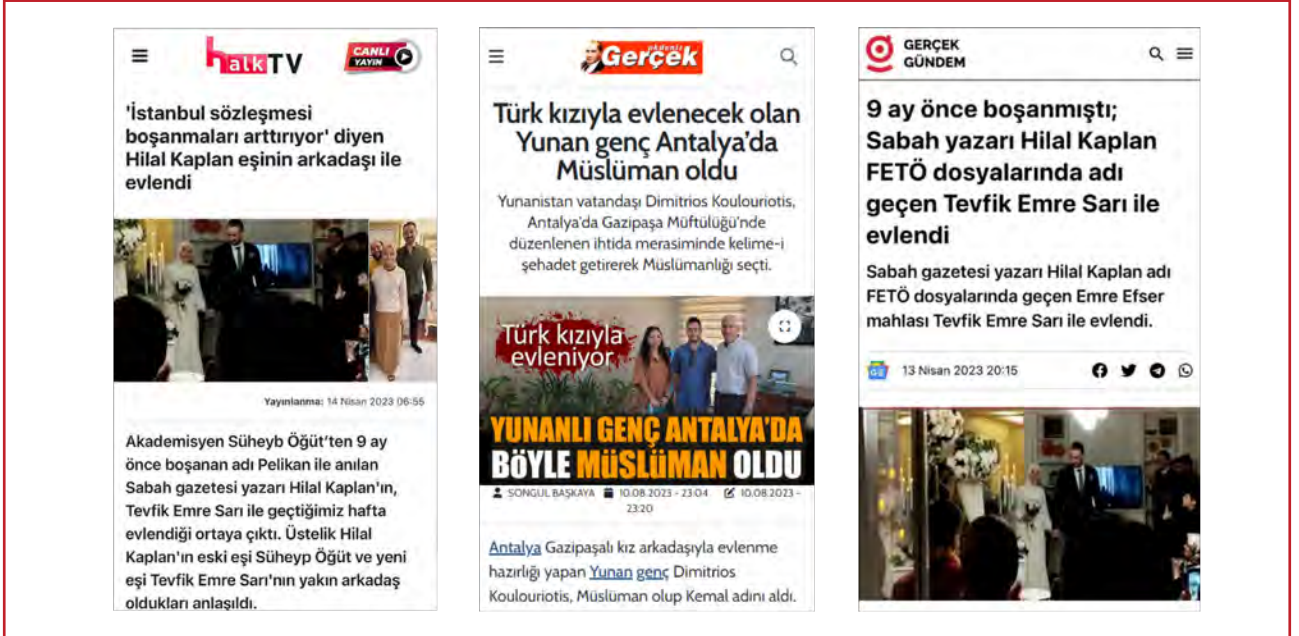 halkTV
CANLI
YAYIN
'İstanbul sözleşmesi
boşanmaları arttırıyor' diyen
Hilal Kaplan eşinin arkadaşı ile
evlendi
Yayınlanma: 14 Nisan 2023 06:55
Akademisyen Süheyb Öğüt'ten 9 ay
önce boşanan adı Pelikan ile anılan
Sabah gazetesi yazarı Hilal Kaplan'ın,
Tevfik Emre Sarı ile geçtiğimiz hafta
evlendiği ortaya çıktı. Üstelik Hilal
Kaplan'ın eski eşi Süheyp Öğüt ve yeni
eşi Tevfik Emre Sarı'nın yakın arkadaş
oldukları anlaşıldı.
akdeniz
Gerçek
Türk kızıyla evlenecek olan
Yunan genç Antalya'da
Müslüman oldu
Yunanistan vatandaşı Dimitrios Koulouriotis,
Antalya'da Gazipaşa Müftülüğü'nde
düzenlenen ihtida merasiminde kelime-i
şehadet getirerek Müslümanlığı seçti.
Türk kızıyla
evleniyor
YUNANLI GENÇ ANTALYA'DA
BÖYLE MÜSLÜMAN OLDU
SONGUL BAŞKAYA 10.08.2023 - 23:04 10.08.2023 -
23:20
Antalya Gazipaşalı kız arkadaşıyla evlenme
hazırlığı yapan Yunan genç Dimitrios
Koulouriotis, Müslüman olup Kemal adını aldı.
GERÇEK
GÜNDEM
9 ay önce boşanmıştı;
Sabah yazarı Hilal Kaplan
FETÖ dosyalarında adı
geçen Tevfik Emre Sarı ile
evlendi
Sabah gazetesi yazarı Hilal Kaplan adı
FETÖ dosyalarında geçen Emre Efser
mahlası Tevfik Emre Sarı ile evlendi.
13 Nisan 2023 20:15